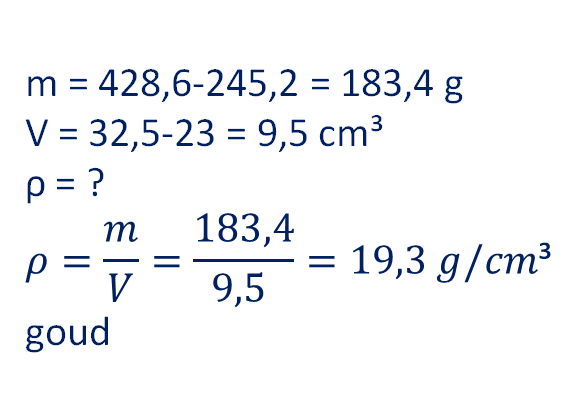 m = 428,6-245,2 = 183,4 g
V = 32,5-23 = 9,5 cm³
ρ = ?
ρ = m/V = 183,4/9,5 = 19,3 g/cm³
goud